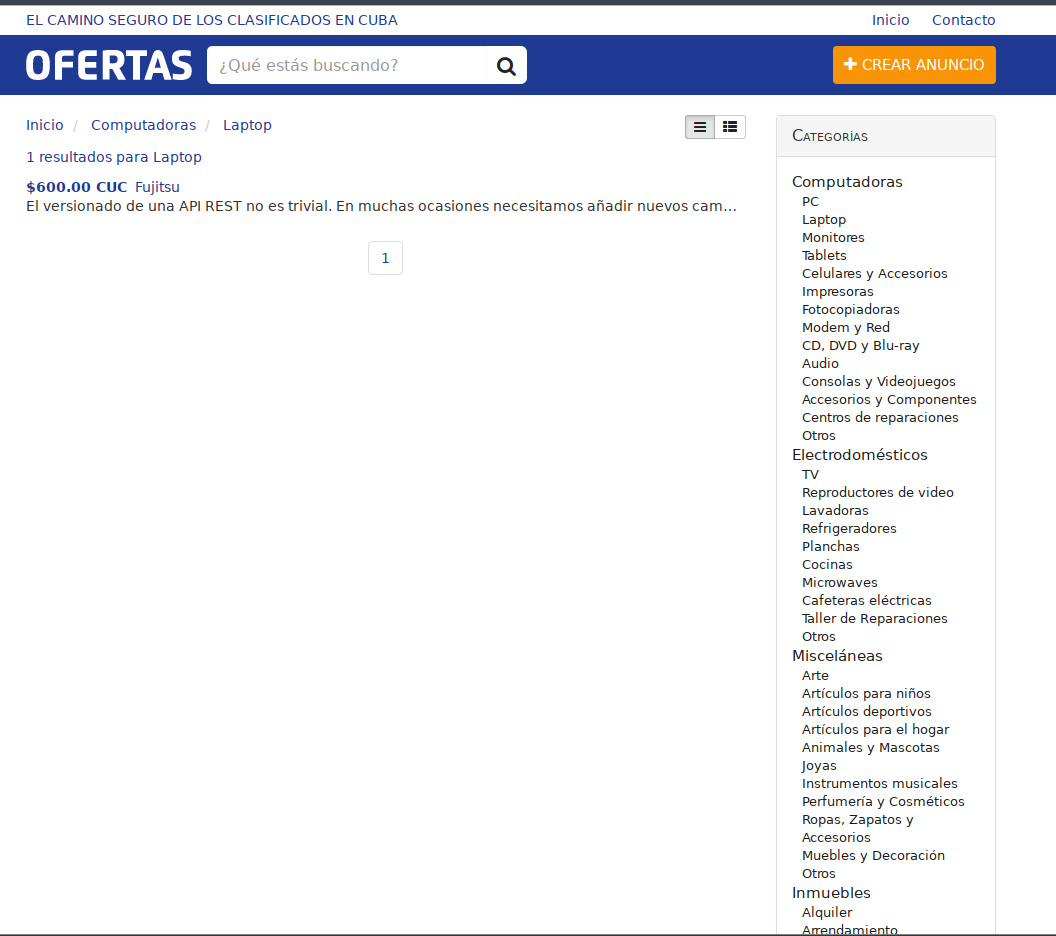 EL CAMINO SEGURO DE LOS CLASIFICADOS EN CUBA
Inicio Contacto
OFERTAS
¿Qué estás buscando?
CREAR ANUNCIO
Inicio / Computadoras / Laptop
1 resultados para Laptop
$600.00 CUC Fujitsu
El versionado de una API REST no es trivial. En muchas ocasiones necesitamos añadir nuevos cam...
1
Categorías
Computadoras
PC
Laptop
Monitores
Tablets
Celulares y Accesorios
Impresoras
Fotocopiadoras
Modem y Red
CD, DVD y Blu-ray
Audio
Consolas y Videojuegos
Accesorios y Componentes
Centros de reparaciones
Otros
Electrodomésticos
TV
Reproductores de video
Lavadoras
Refrigeradores
Planchas
Cocinas
Microwaves
Cafeteras eléctricas
Taller de Reparaciones
Otros
Misceláneas
Arte
Artículos para niños
Artículos deportivos
Artículos para el hogar
Animales y Mascotas
Joyas
Instrumentos musicales
Perfumería y Cosméticos
Ropas, Zapatos y
Accesorios
Muebles y Decoración
Otros
Inmuebles
Alquiler
Arrendamiento